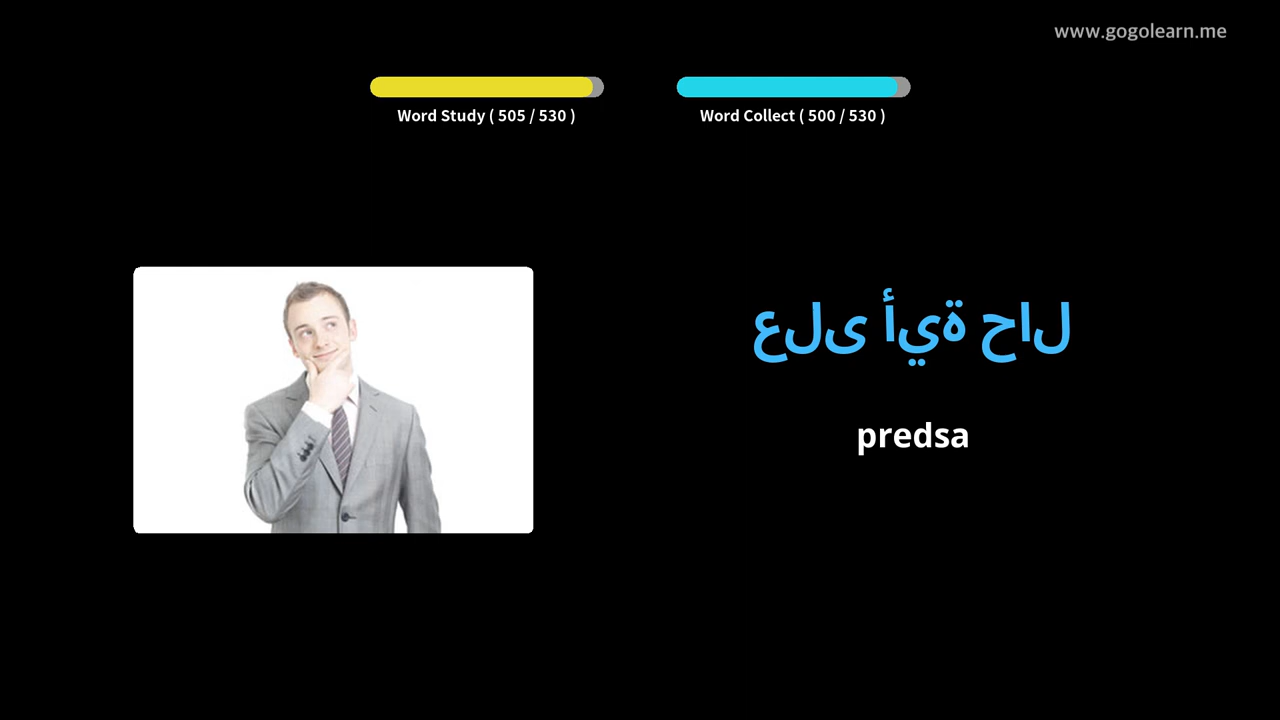 www.gogolearn.me
Word Study ( 505 / 530 )
Word Collect ( 500 / 530 )
على أية حال
predsa